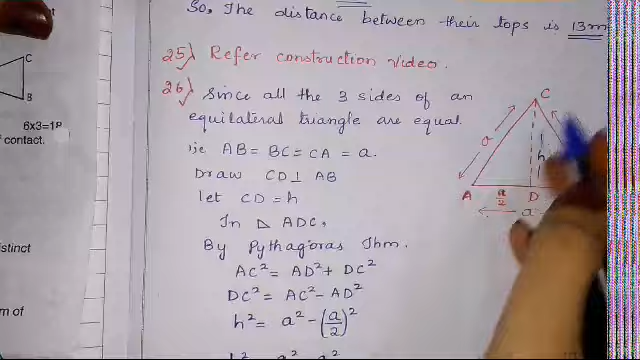 So, The distance between their tops is 13m
25) Refer construction video.
26) Since all the 3 sides of an
equilateral triangle are equal.
ie AB = BC = CA = a.
Draw CD ⊥ AB
let CD = h
In △ ADC,
By Pythagoras Thm.
AC² = AD² + DC²
DC² = AC² - AD²
h² = a² - (a/2)²
C
a
h
A
a/2
D
a
C
B
6x3=18
of contact.
stinct
m of